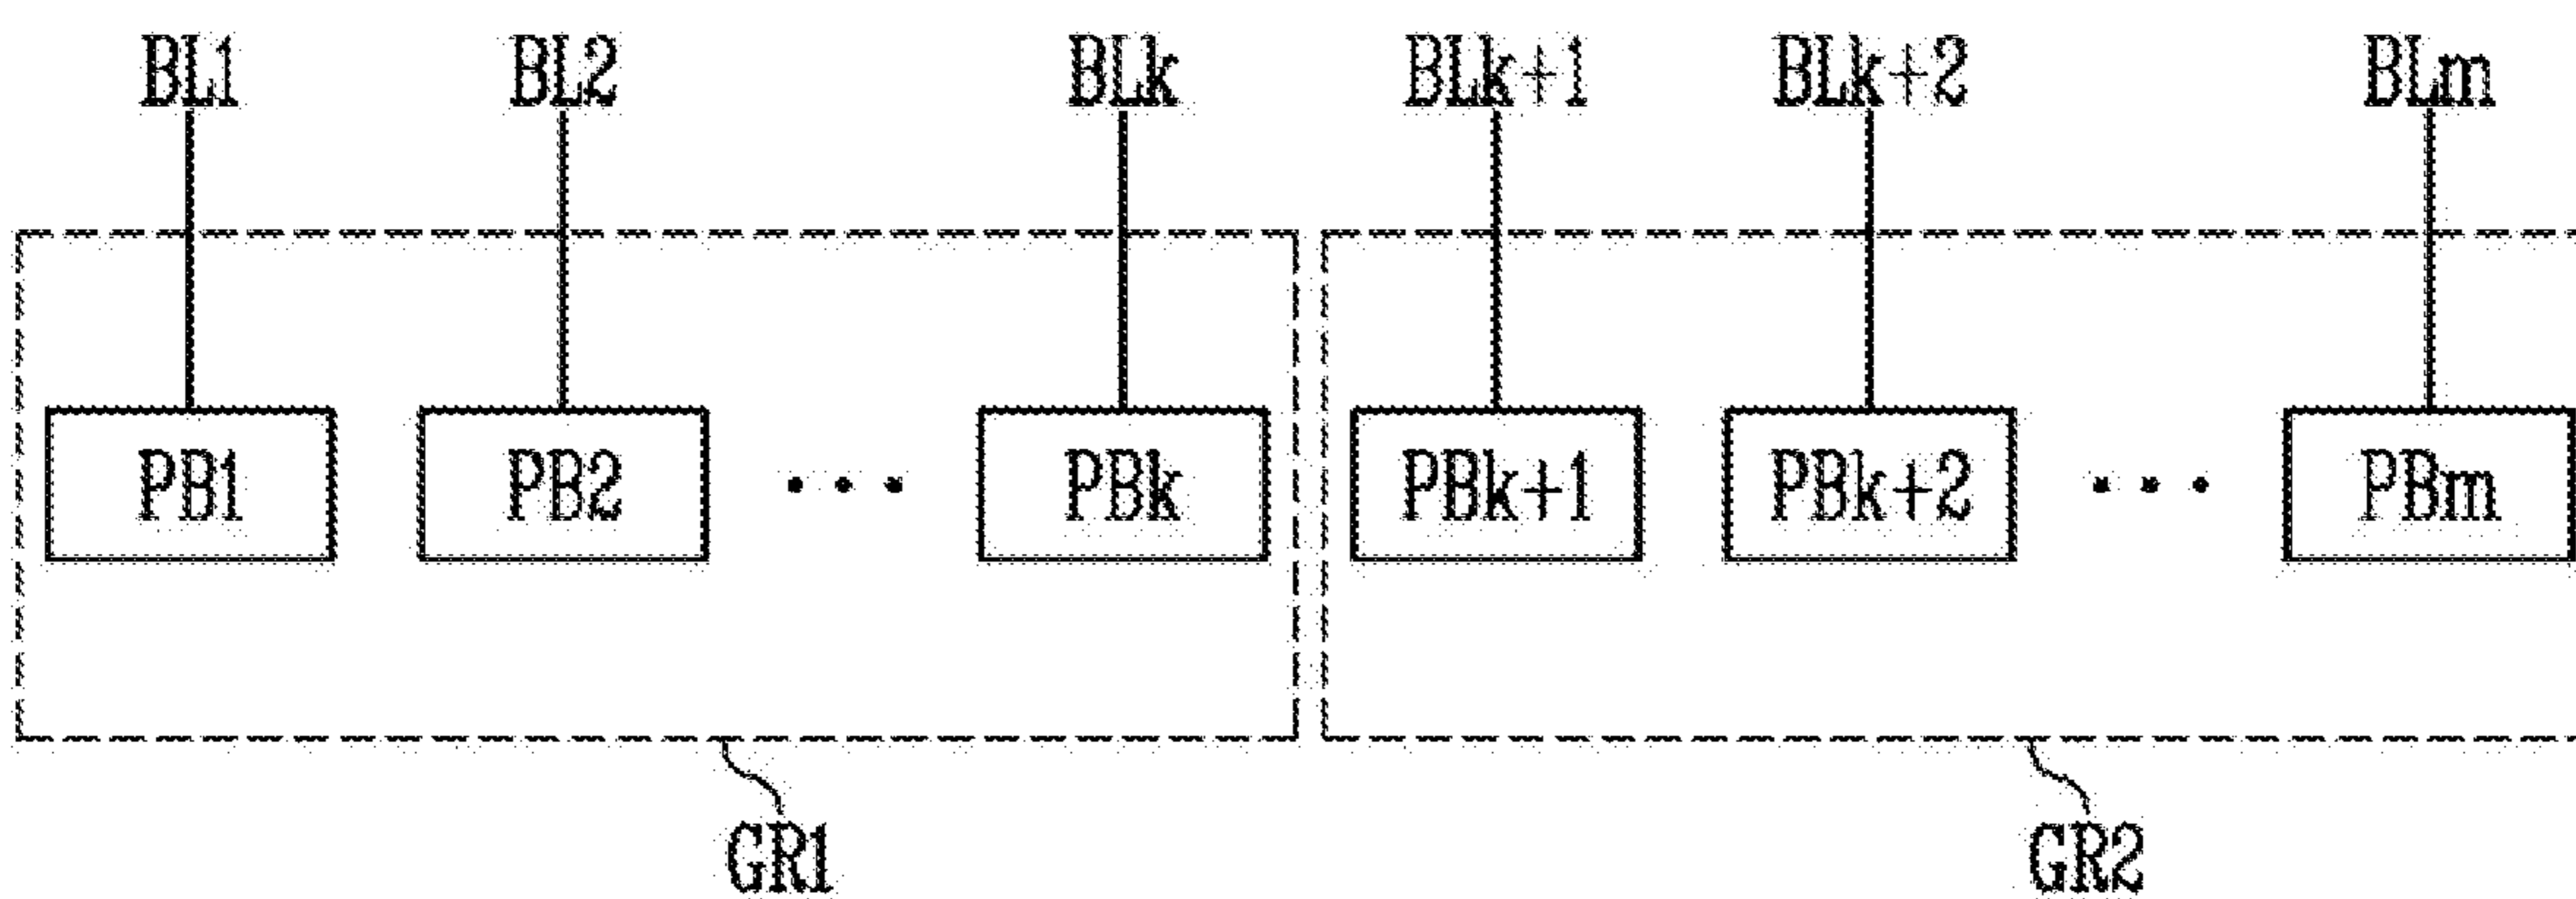 BL1 BL2 BLk BLk+1 BLk+2 BLm
PB1 PB2 ... PBk PBk+1 PBk+2 ... PBm
GR1 GR2